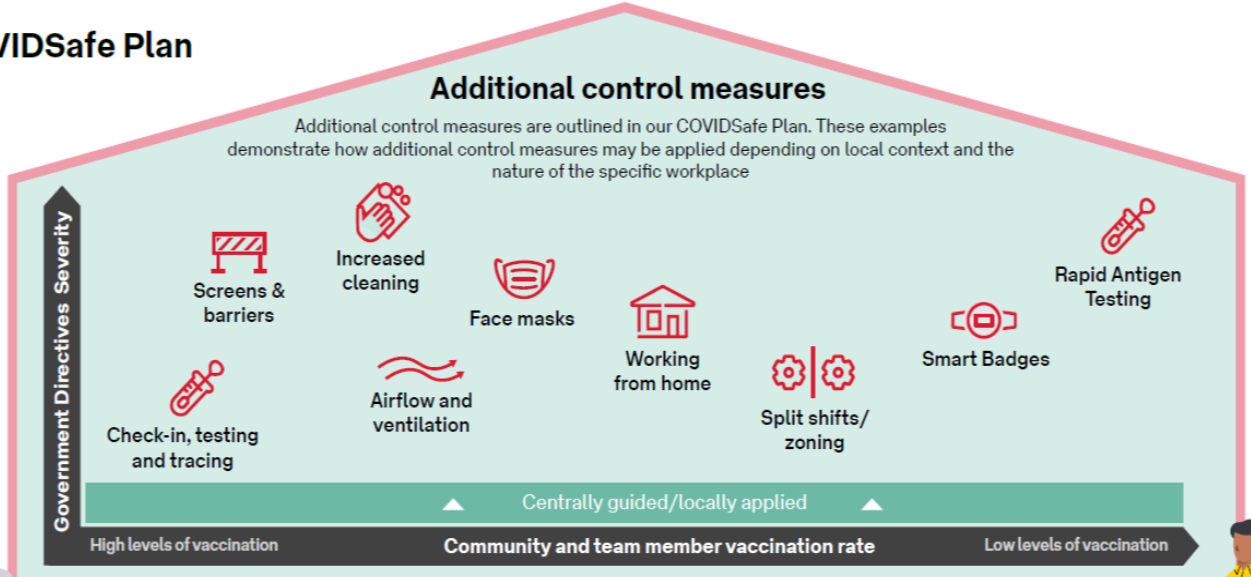 VIDSafe Plan
Additional control measures
Additional control measures are outlined in our COVIDSafe Plan. These examples
demonstrate how additional control measures may be applied depending on local context and the
nature of the specific workplace
Government Directives Severity
Screens &
barriers
Increased
cleaning
Face masks
Working
from home
Rapid Antigen
Testing
Smart Badges
Check-in, testing
and tracing
Airflow and
ventilation
Split shifts/
zoning
Centrally guided/locally applied
High levels of vaccination
Community and team member vaccination rate
Low levels of vaccination